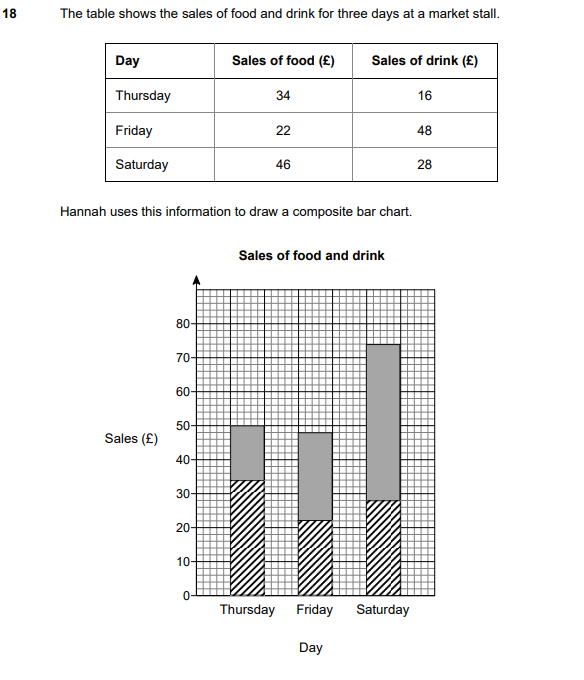 18 The table shows the sales of food and drink for three days at a market stall.
Day Sales of food (£) Sales of drink (£)
Thursday 34 16
Friday 22 48
Saturday 46 28
Hannah uses this information to draw a composite bar chart.
Sales of food and drink
80
70
60
50
Sales (£)
40
30
20
10
0
Thursday Friday Saturday
Day